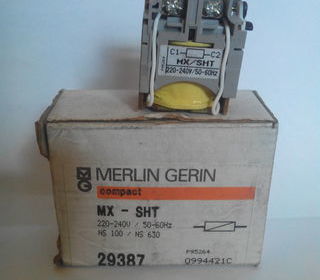 C1 C2
MX/SHT
220-240V/50-60Hz
MG
MERLIN GERIN
compact
MX - SHT
220-240V / 50-60Hz
NS 100 / NS 630
29387
0994421C